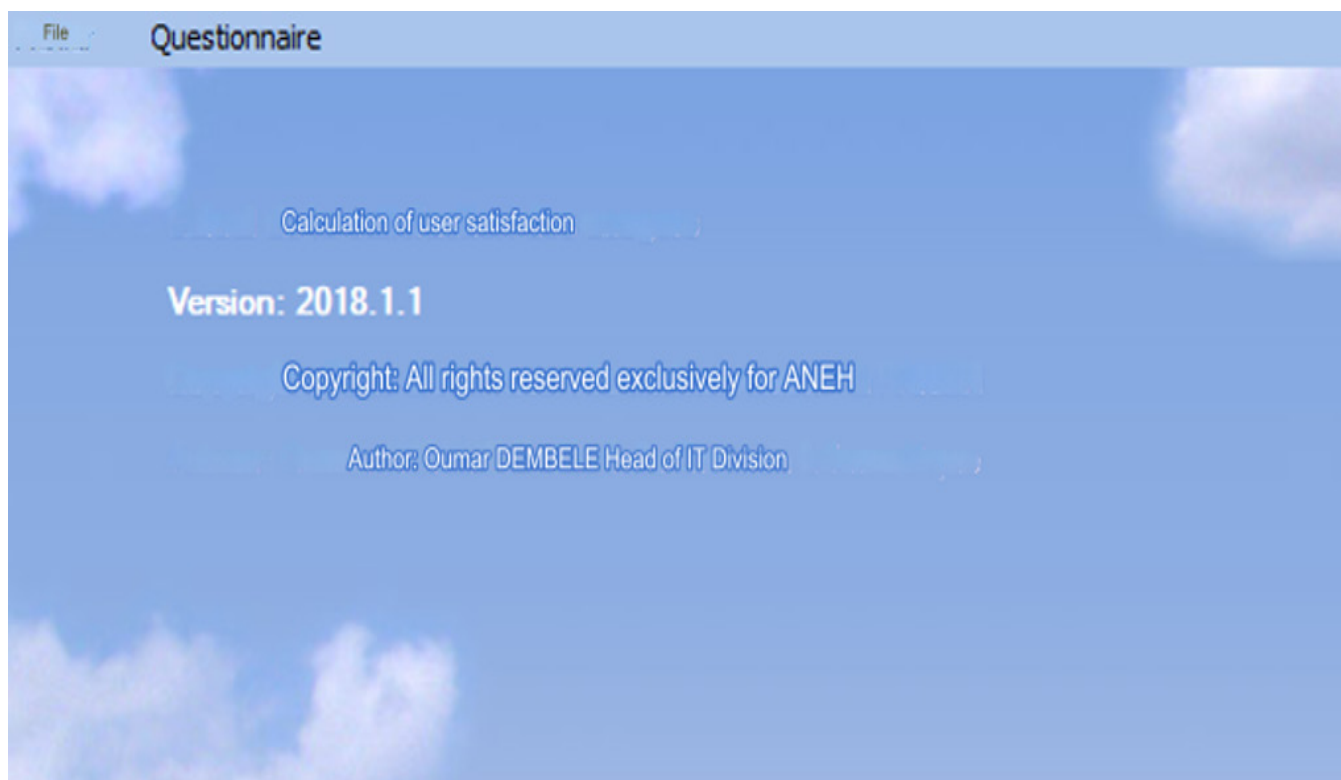 File Questionnaire
Calculation of user satisfaction
Version: 2018.1.1
Copyright: All rights reserved exclusively for ANEH
Author: Oumar DEMBELE Head of IT Division